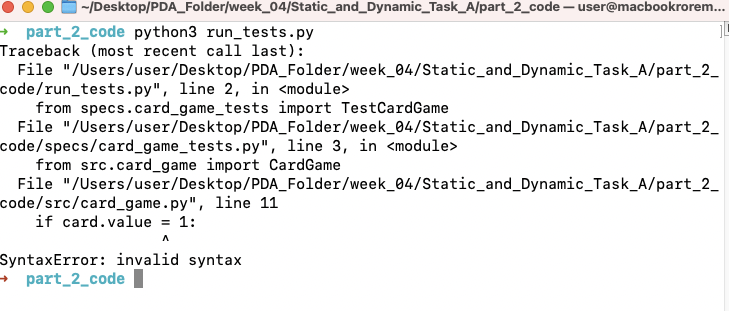 ~/Desktop/PDA_Folder/week_04/Static_and_Dynamic_Task_A/part_2_code — user@macbookrorem...
→ part_2_code python3 run_tests.py
Traceback (most recent call last):
  File "/Users/user/Desktop/PDA_Folder/week_04/Static_and_Dynamic_Task_A/part_2_
code/run_tests.py", line 2, in <module>
    from specs.card_game_tests import TestCardGame
  File "/Users/user/Desktop/PDA_Folder/week_04/Static_and_Dynamic_Task_A/part_2_
code/specs/card_game_tests.py", line 3, in <module>
    from src.card_game import CardGame
  File "/Users/user/Desktop/PDA_Folder/week_04/Static_and_Dynamic_Task_A/part_2_
code/src/card_game.py", line 11
    if card.value = 1:
                  ^
SyntaxError: invalid syntax
→ part_2_code